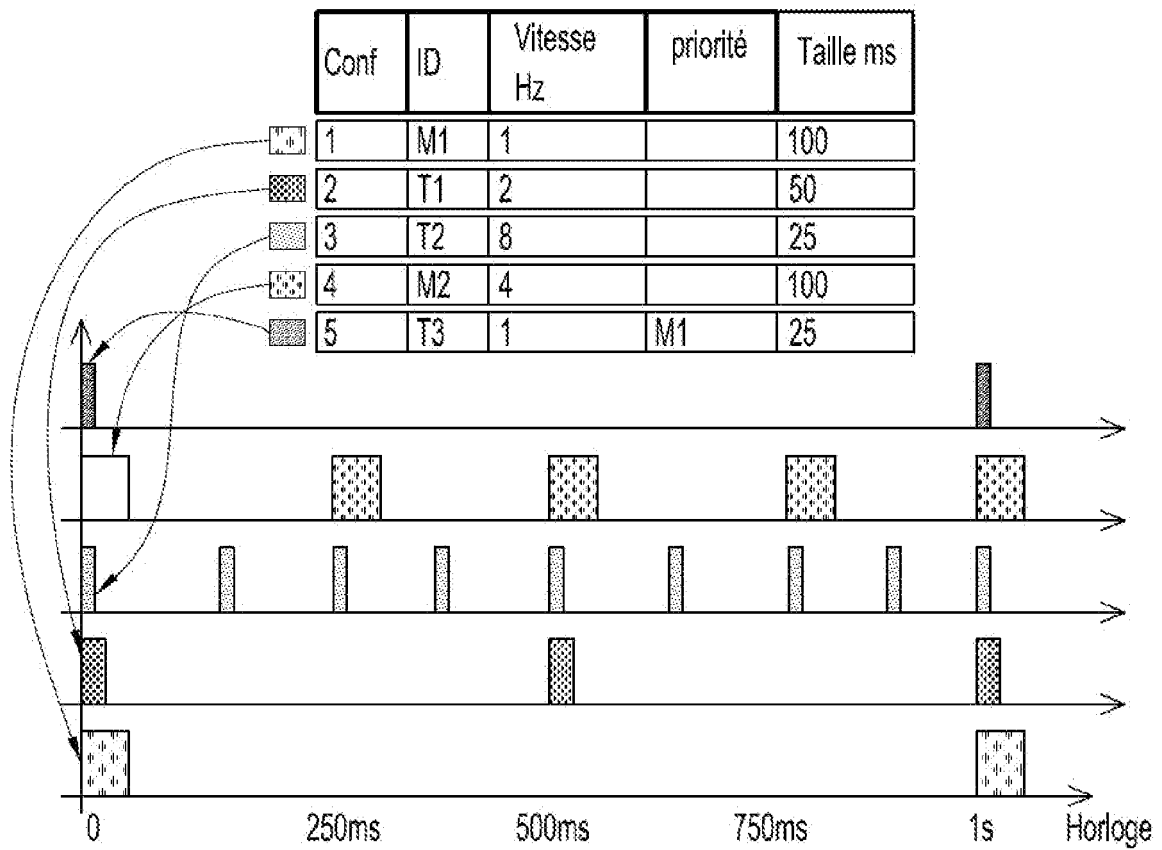 Conf ID Vitesse Hz priorité Taille ms
1 M1 1 100
2 T1 2 50
3 T2 8 25
4 M2 4 100
5 T3 1 M1 25
0 250ms 500ms 750ms 1s Horloge